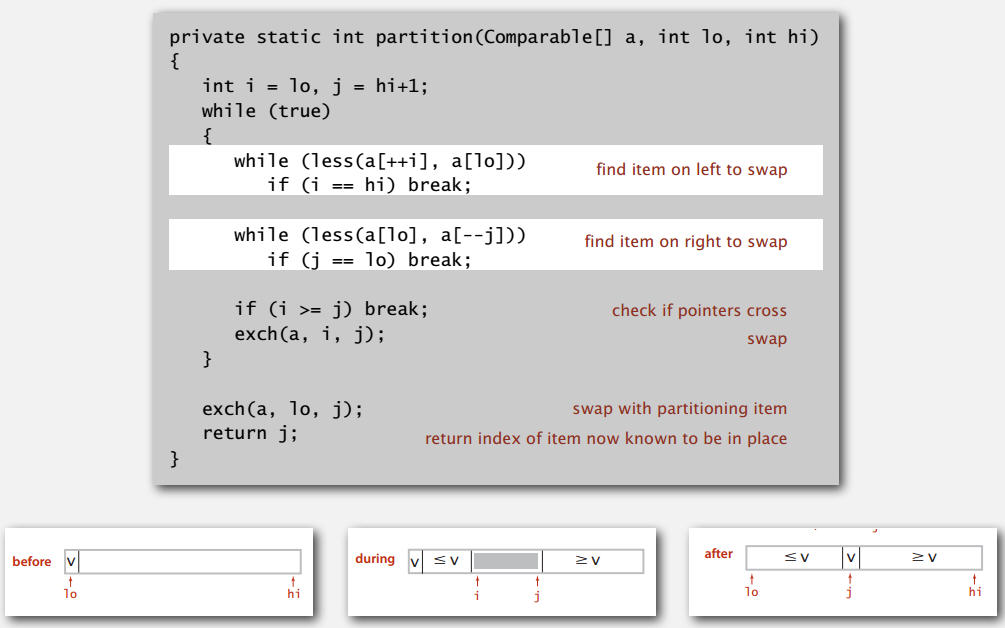 private static int partition(Comparable[] a, int lo, int hi)
{
int i = lo, j = hi+1;
while (true)
{
while (less(a[++i], a[lo])) find item on left to swap
if (i == hi) break;
while (less(a[lo], a[--j])) find item on right to swap
if (j == lo) break;
if (i >= j) break; check if pointers cross
exch(a, i, j); swap
}
exch(a, lo, j); swap with partitioning item
return j; return index of item now known to be in place
}
before v
lo hi
during v ≤ v ≥ v
i j
after ≤ v v ≥ v
lo j hi